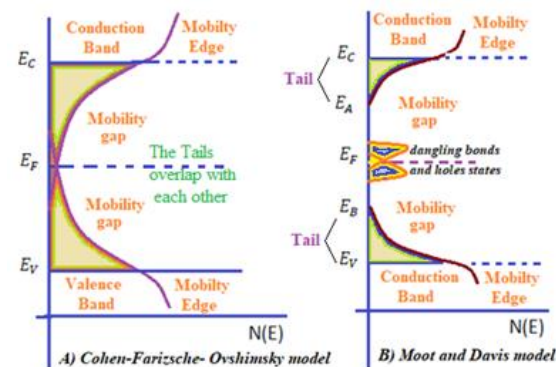 Conduction
Band
Mobilty
Edge
E_C
Mobility
gap
E_F
The Tails
overlap with
each other
Mobility
gap
E_V
Valence
Band
Mobilty
Edge
N(E)
A) Cohen-Farizsche- Ovshimsky model
Conduction
Band
Mobilty
Edge
E_C
Tail
E_A
Mobility
gap
E_F
dangling bonds
and holes states
E_B
Mobility
gap
Tail
E_V
Conduction
Band
Mobilty
Edge
N(E)
B) Moot and Davis model